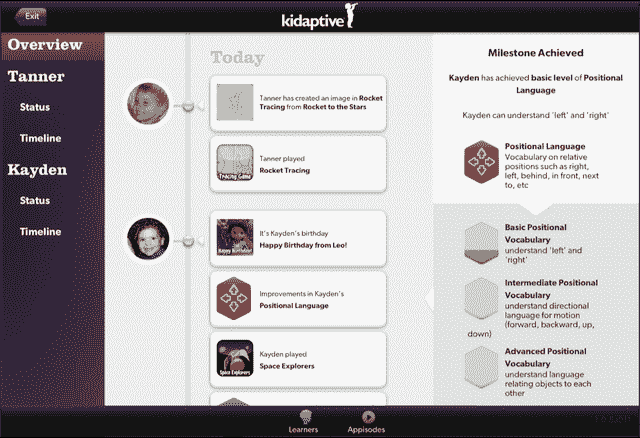 Exit
kidaptive
Overview
Tanner
Status
Timeline
Kayden
Status
Timeline
Today
Tanner has created an image in Rocket
Tracing from Rocket to the Stars
Tanner played
Rocket Tracing
Tracing Game
It's Kayden's birthday
Happy Birthday from Leo!
Happy Birthday!
Improvements in Kayden's
Positional Language
Kayden played
Space Explorers
Space Explorers
Milestone Achieved
Kayden has achieved basic level of Positional
Language
Kayden can understand 'left' and 'right'
Positional Language
Vocabulary on relative
positions such as right,
left, behind, in front, next
to, etc
Basic Positional
Vocabulary
understand 'left' and
'right'
Intermediate Positional
Vocabulary
understand directional
language for motion
(forward, backward, up,
down)
Advanced Positional
Vocabulary
understand language
relating objects to each
other
Learners
Appisodes